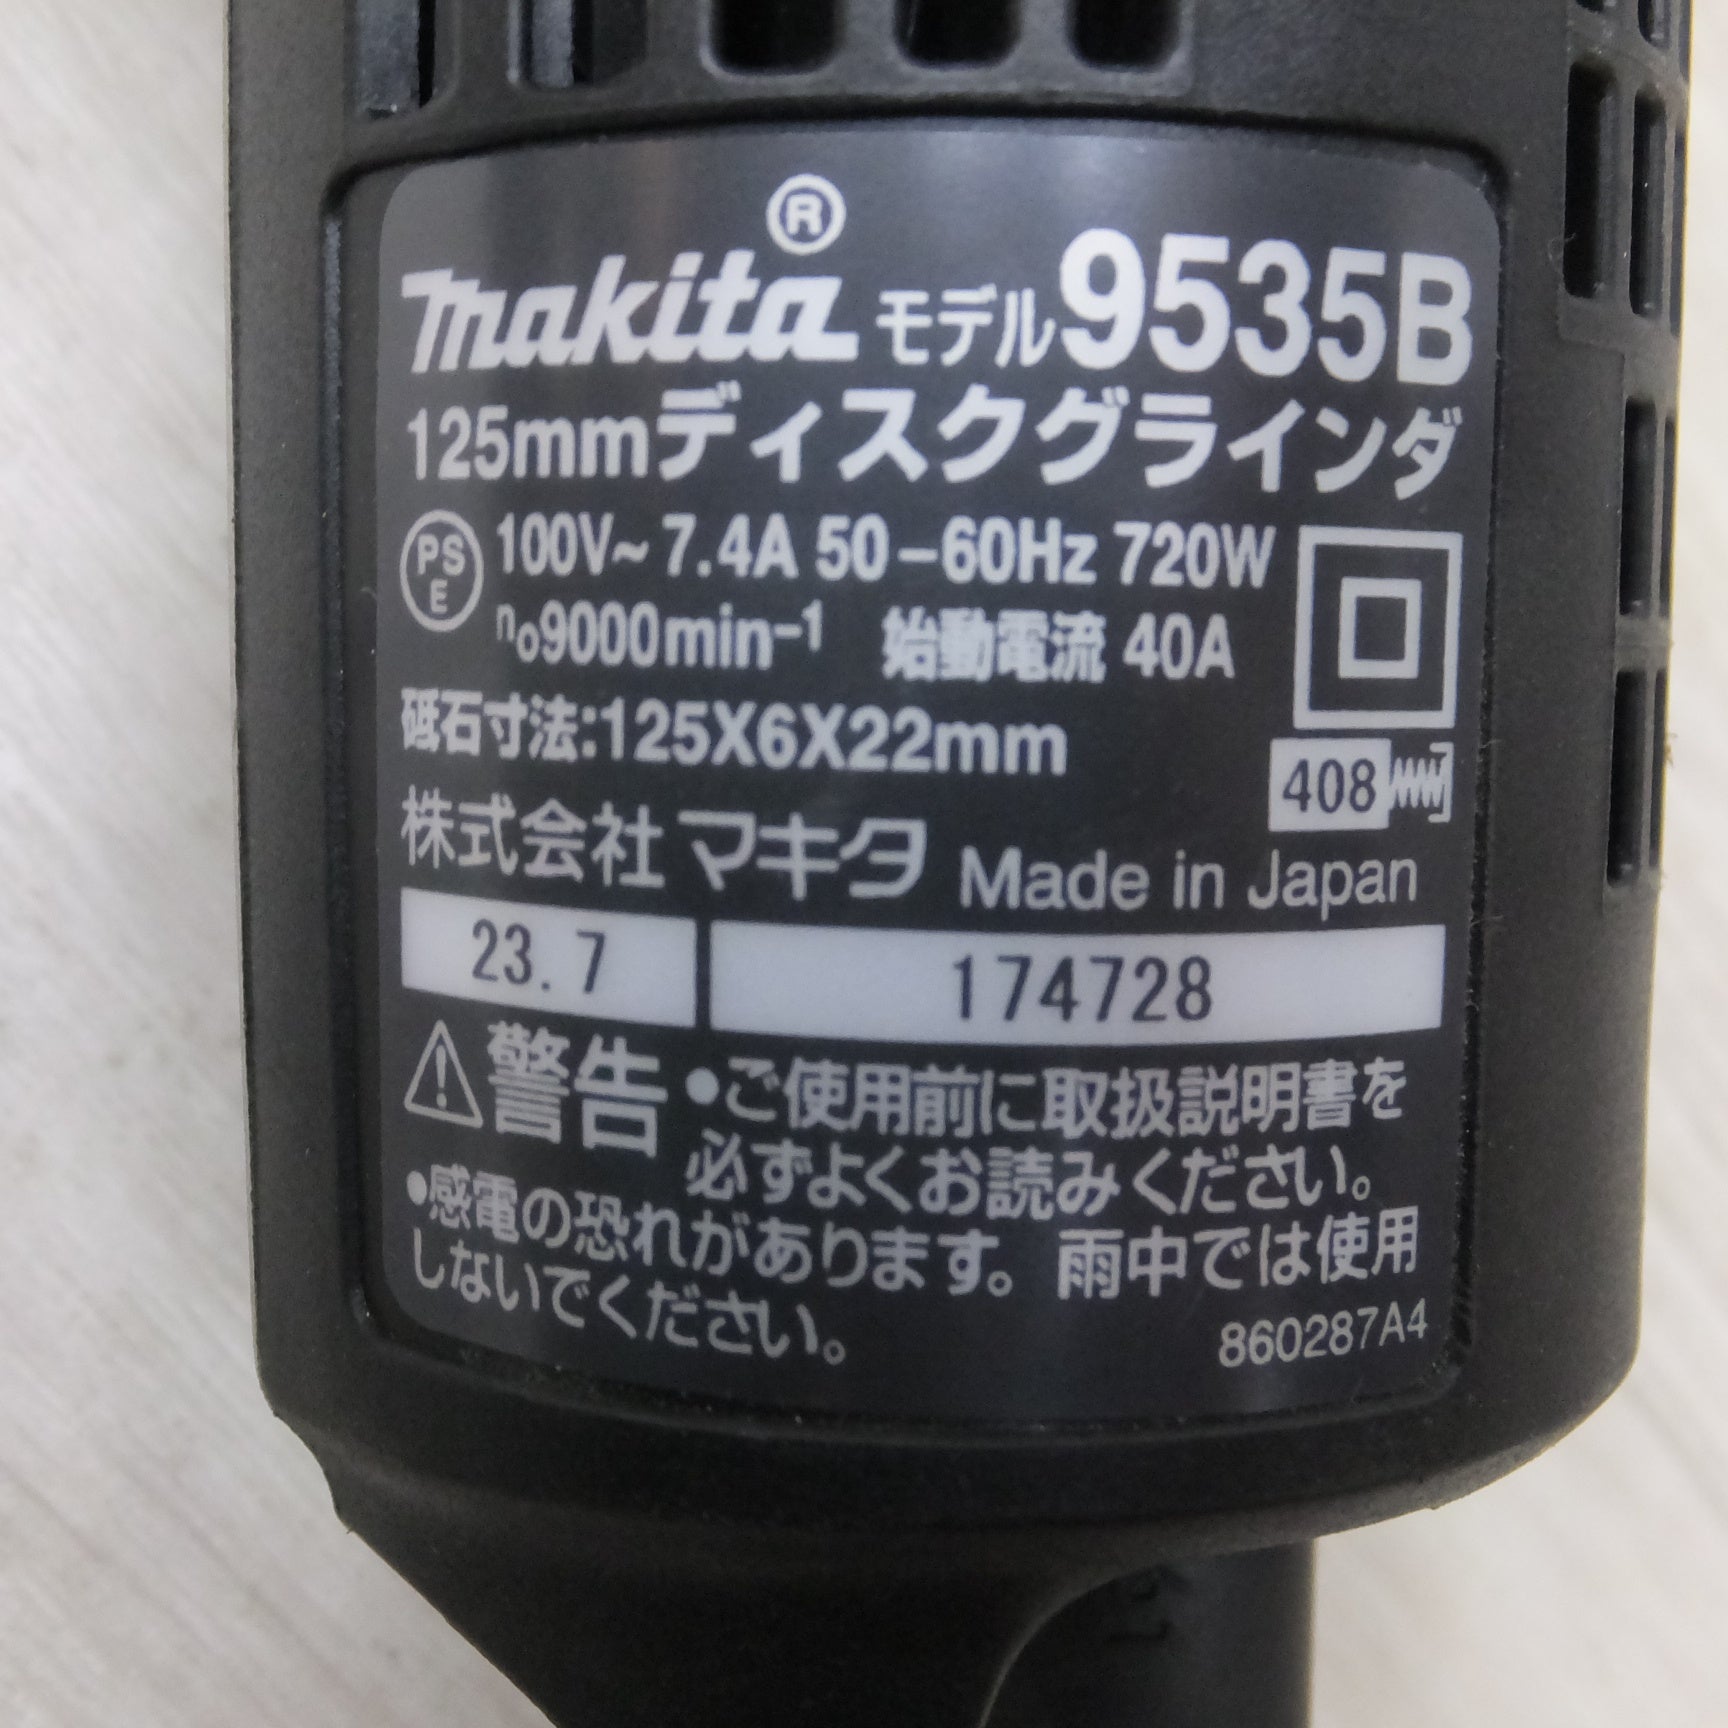 makita® モデル9535B
125mmディスクグラインダ
PSE 100V~ 7.4A 50-60Hz 720W
n₀9000min⁻¹ 始動電流 40A
砥石寸法:125X6X22mm
408
株式会社マキタ Made in Japan
23.7 174728
警告 •ご使用前に取扱説明書を
必ずよくお読みください。
•感電の恐れがあります。雨中では使用
しないでください。
860287A4